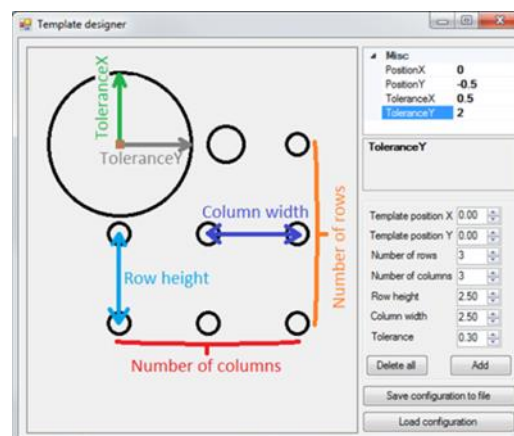 Template designer
Misc
PositionX 0
PositionY -0.5
ToleranceX 0.5
ToleranceY 2
ToleranceY
ToleranceX
ToleranceY
Column width
Row height
Number of rows
Number of columns
Template position X 0.00
Template position Y 0.00
Number of rows 3
Number of columns 3
Row height 2.50
Column width 2.50
Tolerance 0.30
Delete all Add
Save configuration to file
Load configuration